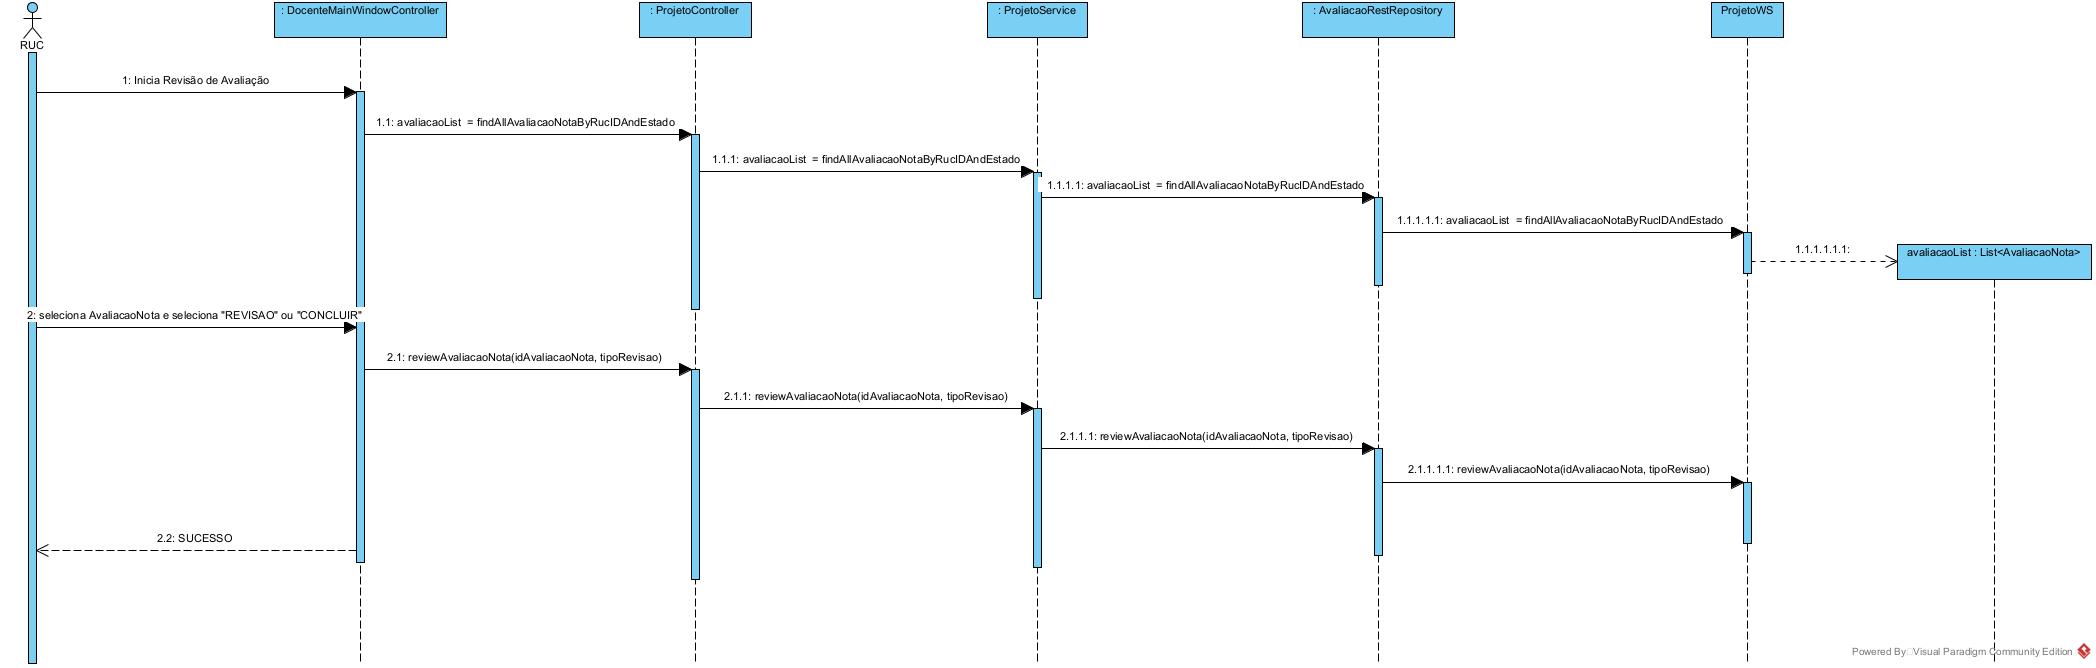 : DocenteMainWindowController
: ProjetoController
: ProjetoService
: AvaliacaoRestRepository
ProjetoWS
RUC
1: Inicia Revisão de Avaliação
1.1: avaliacaoList = findAllAvaliacaoNotaByRucIDAndEstado
1.1.1: avaliacaoList = findAllAvaliacaoNotaByRucIDAndEstado
1.1.1.1: avaliacaoList = findAllAvaliacaoNotaByRucIDAndEstado
1.1.1.1.1: avaliacaoList = findAllAvaliacaoNotaByRucIDAndEstado
1.1.1.1.1.1:
avaliacaoList : List<AvaliacaoNota>
2: seleciona AvaliacaoNota e seleciona "REVISAO" ou "CONCLUIR"
2.1: reviewAvaliacaoNota(idAvaliacaoNota, tipoRevisao)
2.1.1: reviewAvaliacaoNota(idAvaliacaoNota, tipoRevisao)
2.1.1.1: reviewAvaliacaoNota(idAvaliacaoNota, tipoRevisao)
2.1.1.1.1: reviewAvaliacaoNota(idAvaliacaoNota, tipoRevisao)
2.2: SUCESSO
Powered By Visual Paradigm Community Edition